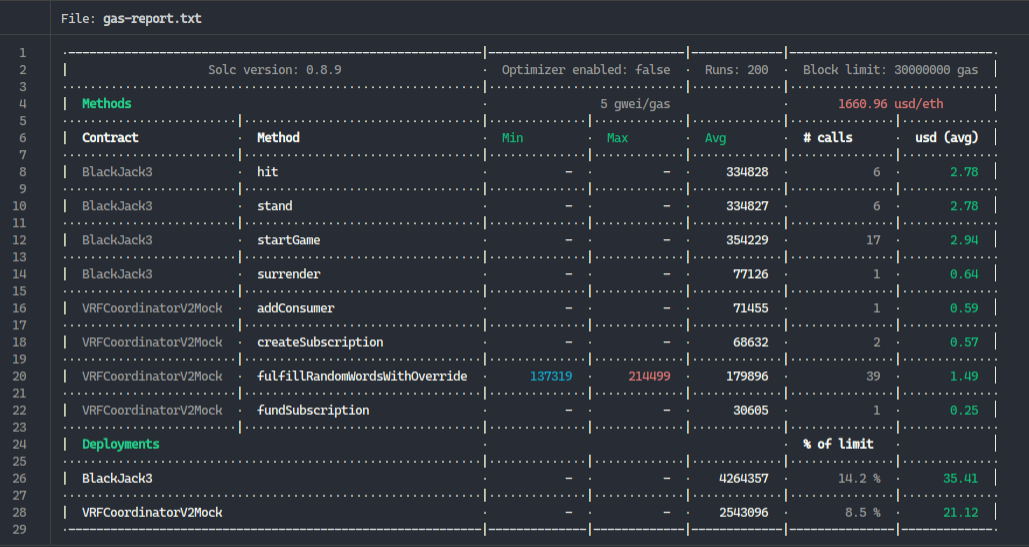 File: gas-report.txt
1
2 Solc version: 0.8.9 · Optimizer enabled: false · Runs: 200 · Block limit: 30000000 gas
3
4 Methods · 5 gwei/gas · 1660.96 usd/eth
5
6 Contract · Method · Min · Max · Avg · # calls · usd (avg)
7
8 BlackJack3 · hit · - · - · 334828 · 6 · 2.78
9
10 BlackJack3 · stand · - · - · 334827 · 6 · 2.78
11
12 BlackJack3 · startGame · - · - · 354229 · 17 · 2.94
13
14 BlackJack3 · surrender · - · - · 77126 · 1 · 0.64
15
16 VRFCoordinatorV2Mock · addConsumer · - · - · 71455 · 1 · 0.59
17
18 VRFCoordinatorV2Mock · createSubscription · - · - · 68632 · 2 · 0.57
19
20 VRFCoordinatorV2Mock · fulfillRandomWordsWithOverride · 137319 · 214499 · 179896 · 39 · 1.49
21
22 VRFCoordinatorV2Mock · fundSubscription · - · - · 30605 · 1 · 0.25
23
24 Deployments · % of limit ·
25
26 BlackJack3 · - · - · 4264357 · 14.2 % · 35.41
27
28 VRFCoordinatorV2Mock · - · - · 2543096 · 8.5 % · 21.12
29